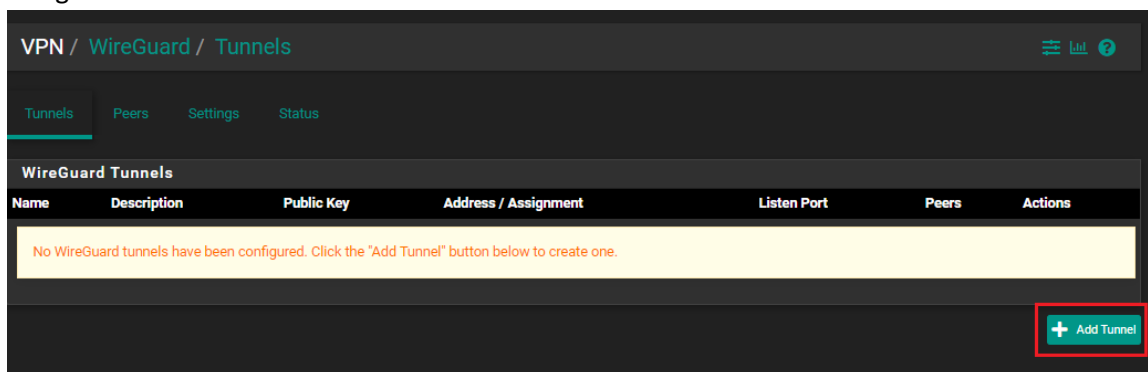 VPN / WireGuard / Tunnels
Tunnels Peers Settings Status
WireGuard Tunnels
Name Description Public Key Address / Assignment Listen Port Peers Actions
No WireGuard tunnels have been configured. Click the "Add Tunnel" button below to create one.
Add Tunnel